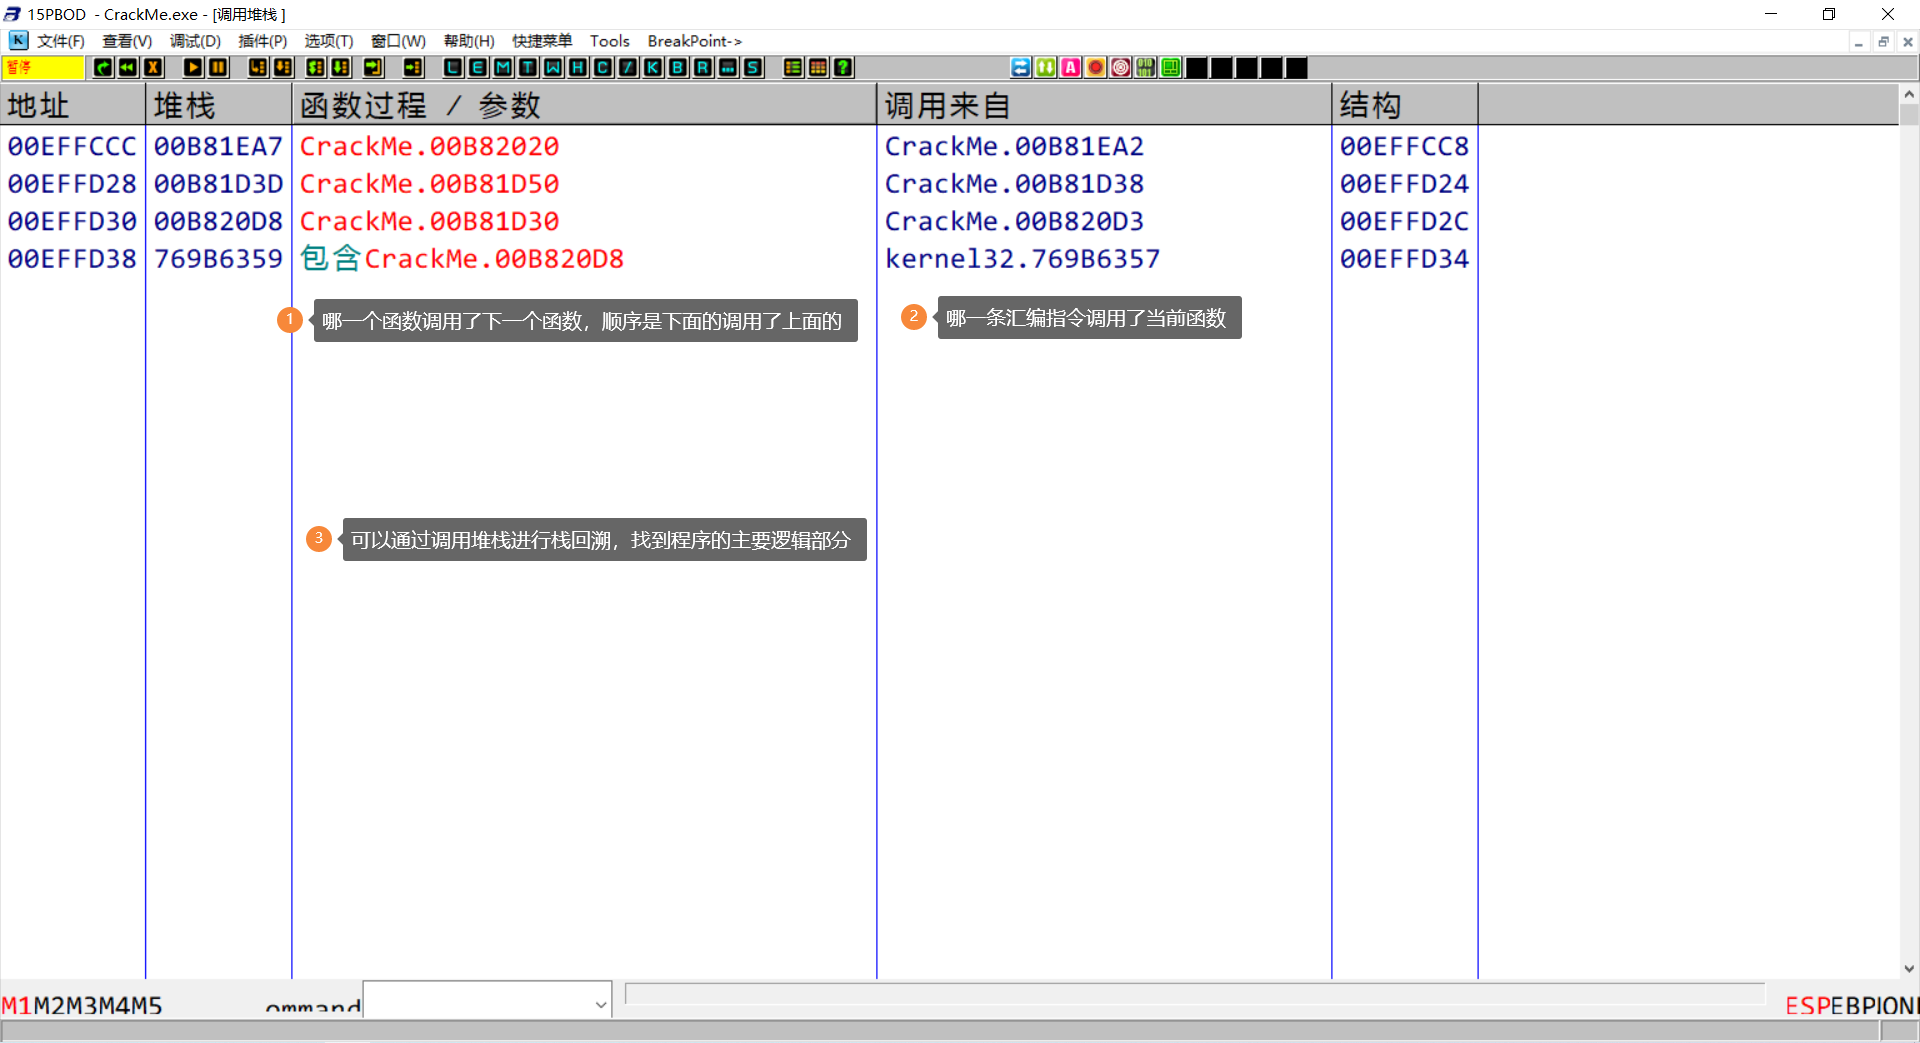 15PBOD - CrackMe.exe - [调用堆栈 ]
K 文件(F) 查看(V) 调试(D) 插件(P) 选项(T) 窗口(W) 帮助(H) 快捷菜单 Tools BreakPoint->
暂停 X L E M T W H C / K B R ... S ? A
地址 堆栈 函数过程 / 参数 调用来自 结构
00EFFCCC 00B81EA7 CrackMe.00B82020 CrackMe.00B81EA2 00EFFCC8
00EFFD28 00B81D3D CrackMe.00B81D50 CrackMe.00B81D38 00EFFD24
00EFFD30 00B820D8 CrackMe.00B81D30 CrackMe.00B820D3 00EFFD2C
00EFFD38 769B6359 包含CrackMe.00B820D8 kernel32.769B6357 00EFFD34
1 哪一个函数调用了下一个函数，顺序是下面的调用了上面的
2 哪一条汇编指令调用了当前函数
3 可以通过调用堆栈进行栈回溯，找到程序的主要逻辑部分
M1M2M3M4M5 ommand ESPEBPION